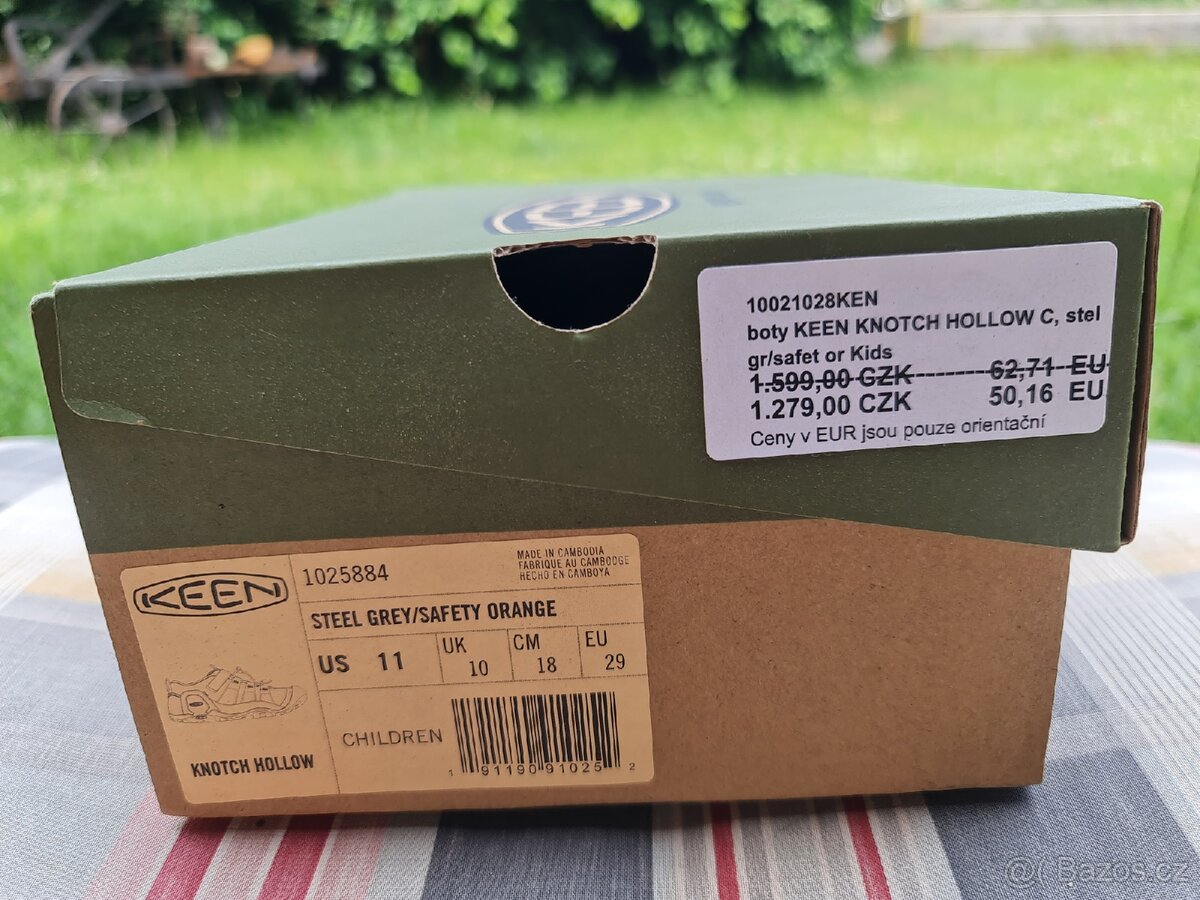 10021028KEN
boty KEEN KNOTCH HOLLOW C, stel
gr/safet or Kids
1.599,00 CZK--------62,71 EU
1.279,00 CZK 50,16 EU
Ceny v EUR jsou pouze orientační
KEEN
1025884
MADE IN CAMBODIA
FABRIQUE AU CAMBODGE
HECHO EN CAMBOYA
STEEL GREY/SAFETY ORANGE
US 11 UK 10 CM 18 EU 29
KNOTCH HOLLOW
CHILDREN
1 91190 91025 2
@( Bazos.cz